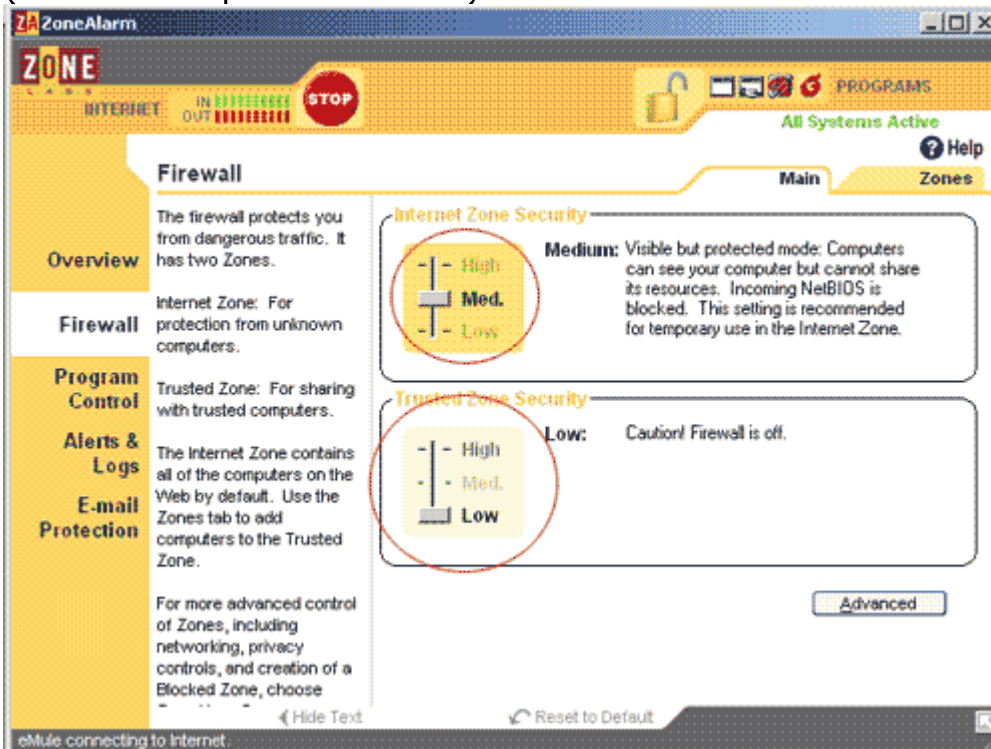 ZA ZoneAlarm
ZONE
LABS
INTERNET IN OUT STOP
PROGRAMS
All Systems Active
Help
Firewall
Main
Zones
Overview
Firewall
Program
Control
Alerts &
Logs
E-mail
Protection
The firewall protects you
from dangerous traffic. It
has two Zones.
Internet Zone: For
protection from unknown
computers.
Trusted Zone: For sharing
with trusted computers.
The Internet Zone contains
all of the computers on the
Web by default. Use the
Zones tab to add
computers to the Trusted
Zone.
For more advanced control
of Zones, including
networking, privacy
controls, and creation of a
Blocked Zone, choose
Internet Zone Security
High
Med.
Low
Medium: Visible but protected mode: Computers
can see your computer but cannot share
its resources. Incoming NetBIOS is
blocked. This setting is recommended
for temporary use in the Internet Zone.
Trusted Zone Security
High
Med.
Low
Low: Caution! Firewall is off.
Advanced
Hide Text
Reset to Default
eMule connecting to Internet.